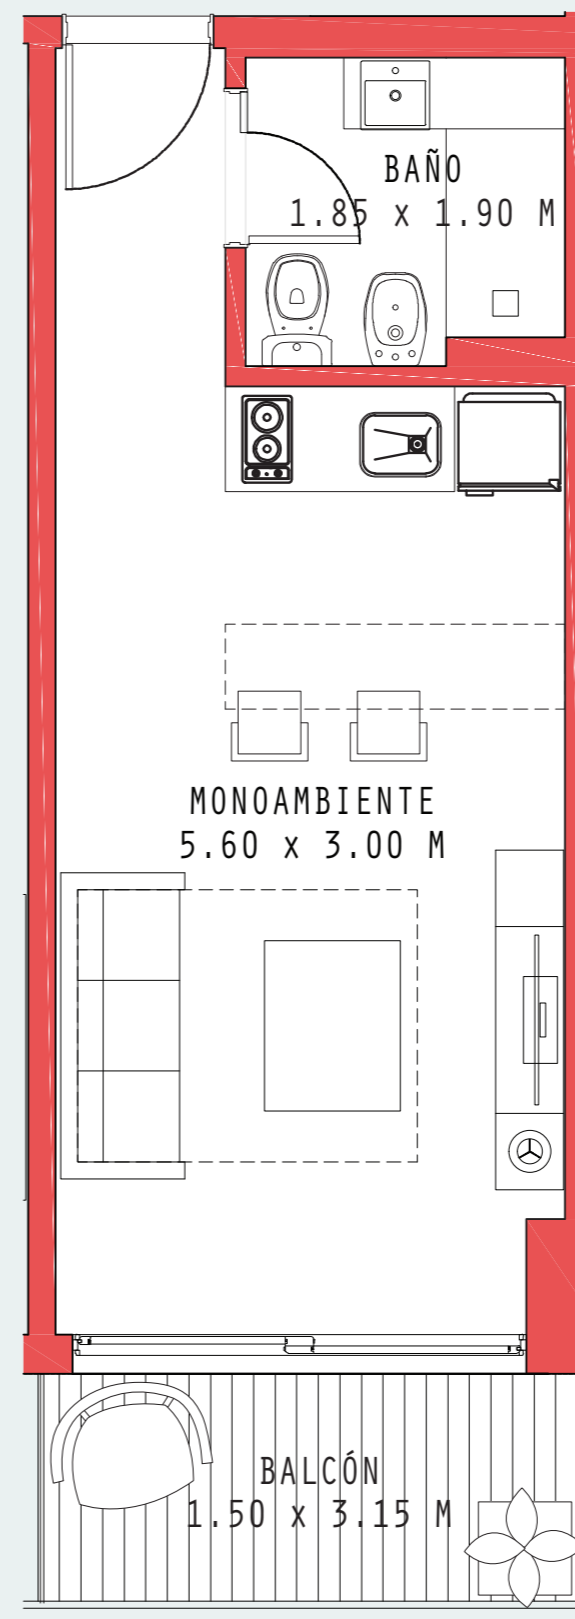 BAÑO
1.85 x 1.90 M
MONOAMBIENTE
5.60 x 3.00 M
BALCÓN
1.50 x 3.15 M